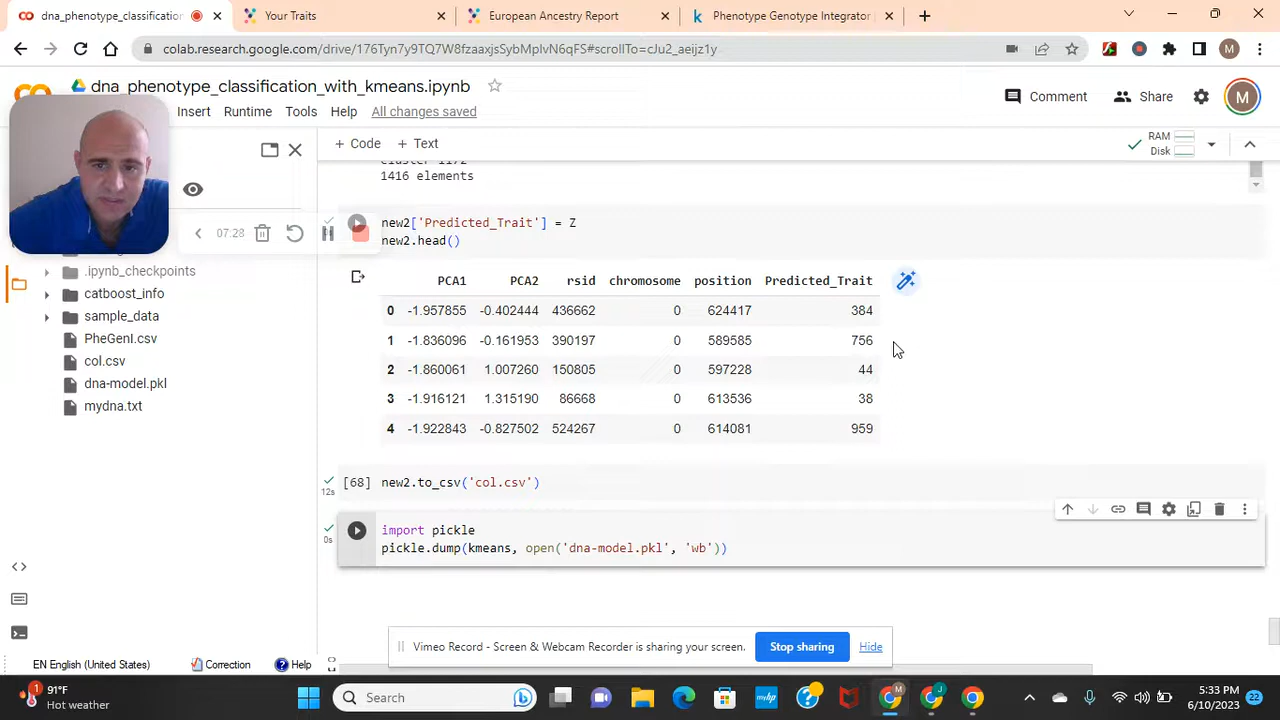 dna_phenotype_classification
Your Traits
European Ancestry Report
Phenotype Genotype Integrator
colab.research.google.com/drive/176Tyn7y9TQ7W8fzaaxjsSybMplvN6qFS#scrollTo=cJu2_aeijz1y
M
dna_phenotype_classification_with_kmeans.ipynb
Insert Runtime Tools Help All changes saved
Comment Share M
+ Code + Text
RAM
Disk
1416 elements
07:28
new2['Predicted_Trait'] = Z
new2.head()
.ipynb_checkpoints
catboost_info
sample_data
PheGenI.csv
col.csv
dna-model.pkl
mydna.txt
PCA1 PCA2 rsid chromosome position Predicted_Trait
0 -1.957855 -0.402444 436662 0 624417 384
1 -1.836096 -0.161953 390197 0 589585 756
2 -1.860061 1.007260 150805 0 597228 44
3 -1.916121 1.315190 86668 0 613536 38
4 -1.922843 -0.827502 524267 0 614081 959
[68] new2.to_csv('col.csv')
12s
import pickle
0s
pickle.dump(kmeans, open('dna-model.pkl', 'wb'))
Vimeo Record - Screen & Webcam Recorder is sharing your screen. Stop sharing Hide
EN English (United States) Correction Help
1
91°F
Hot weather
Search
5:33 PM
6/10/2023